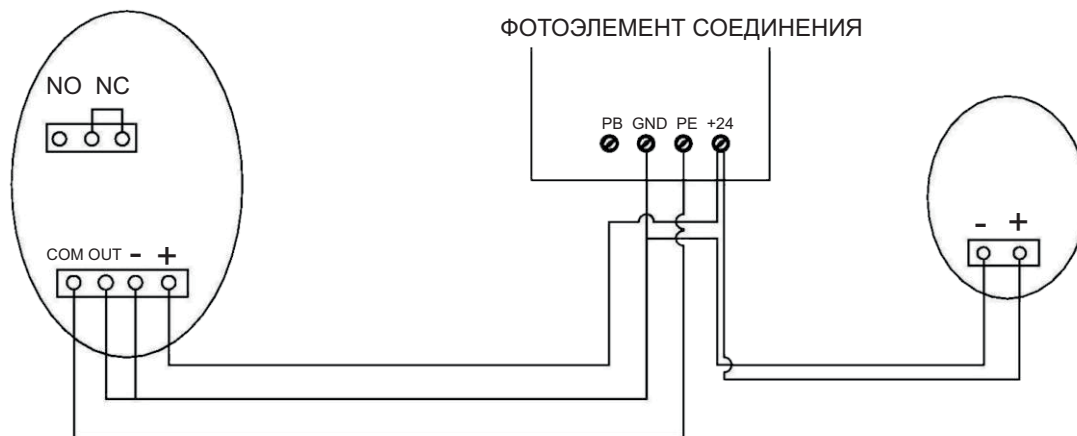 ФОТОЭЛЕМЕНТ СОЕДИНЕНИЯ
NO NC
PB GND PE +24
COM OUT - +
- +